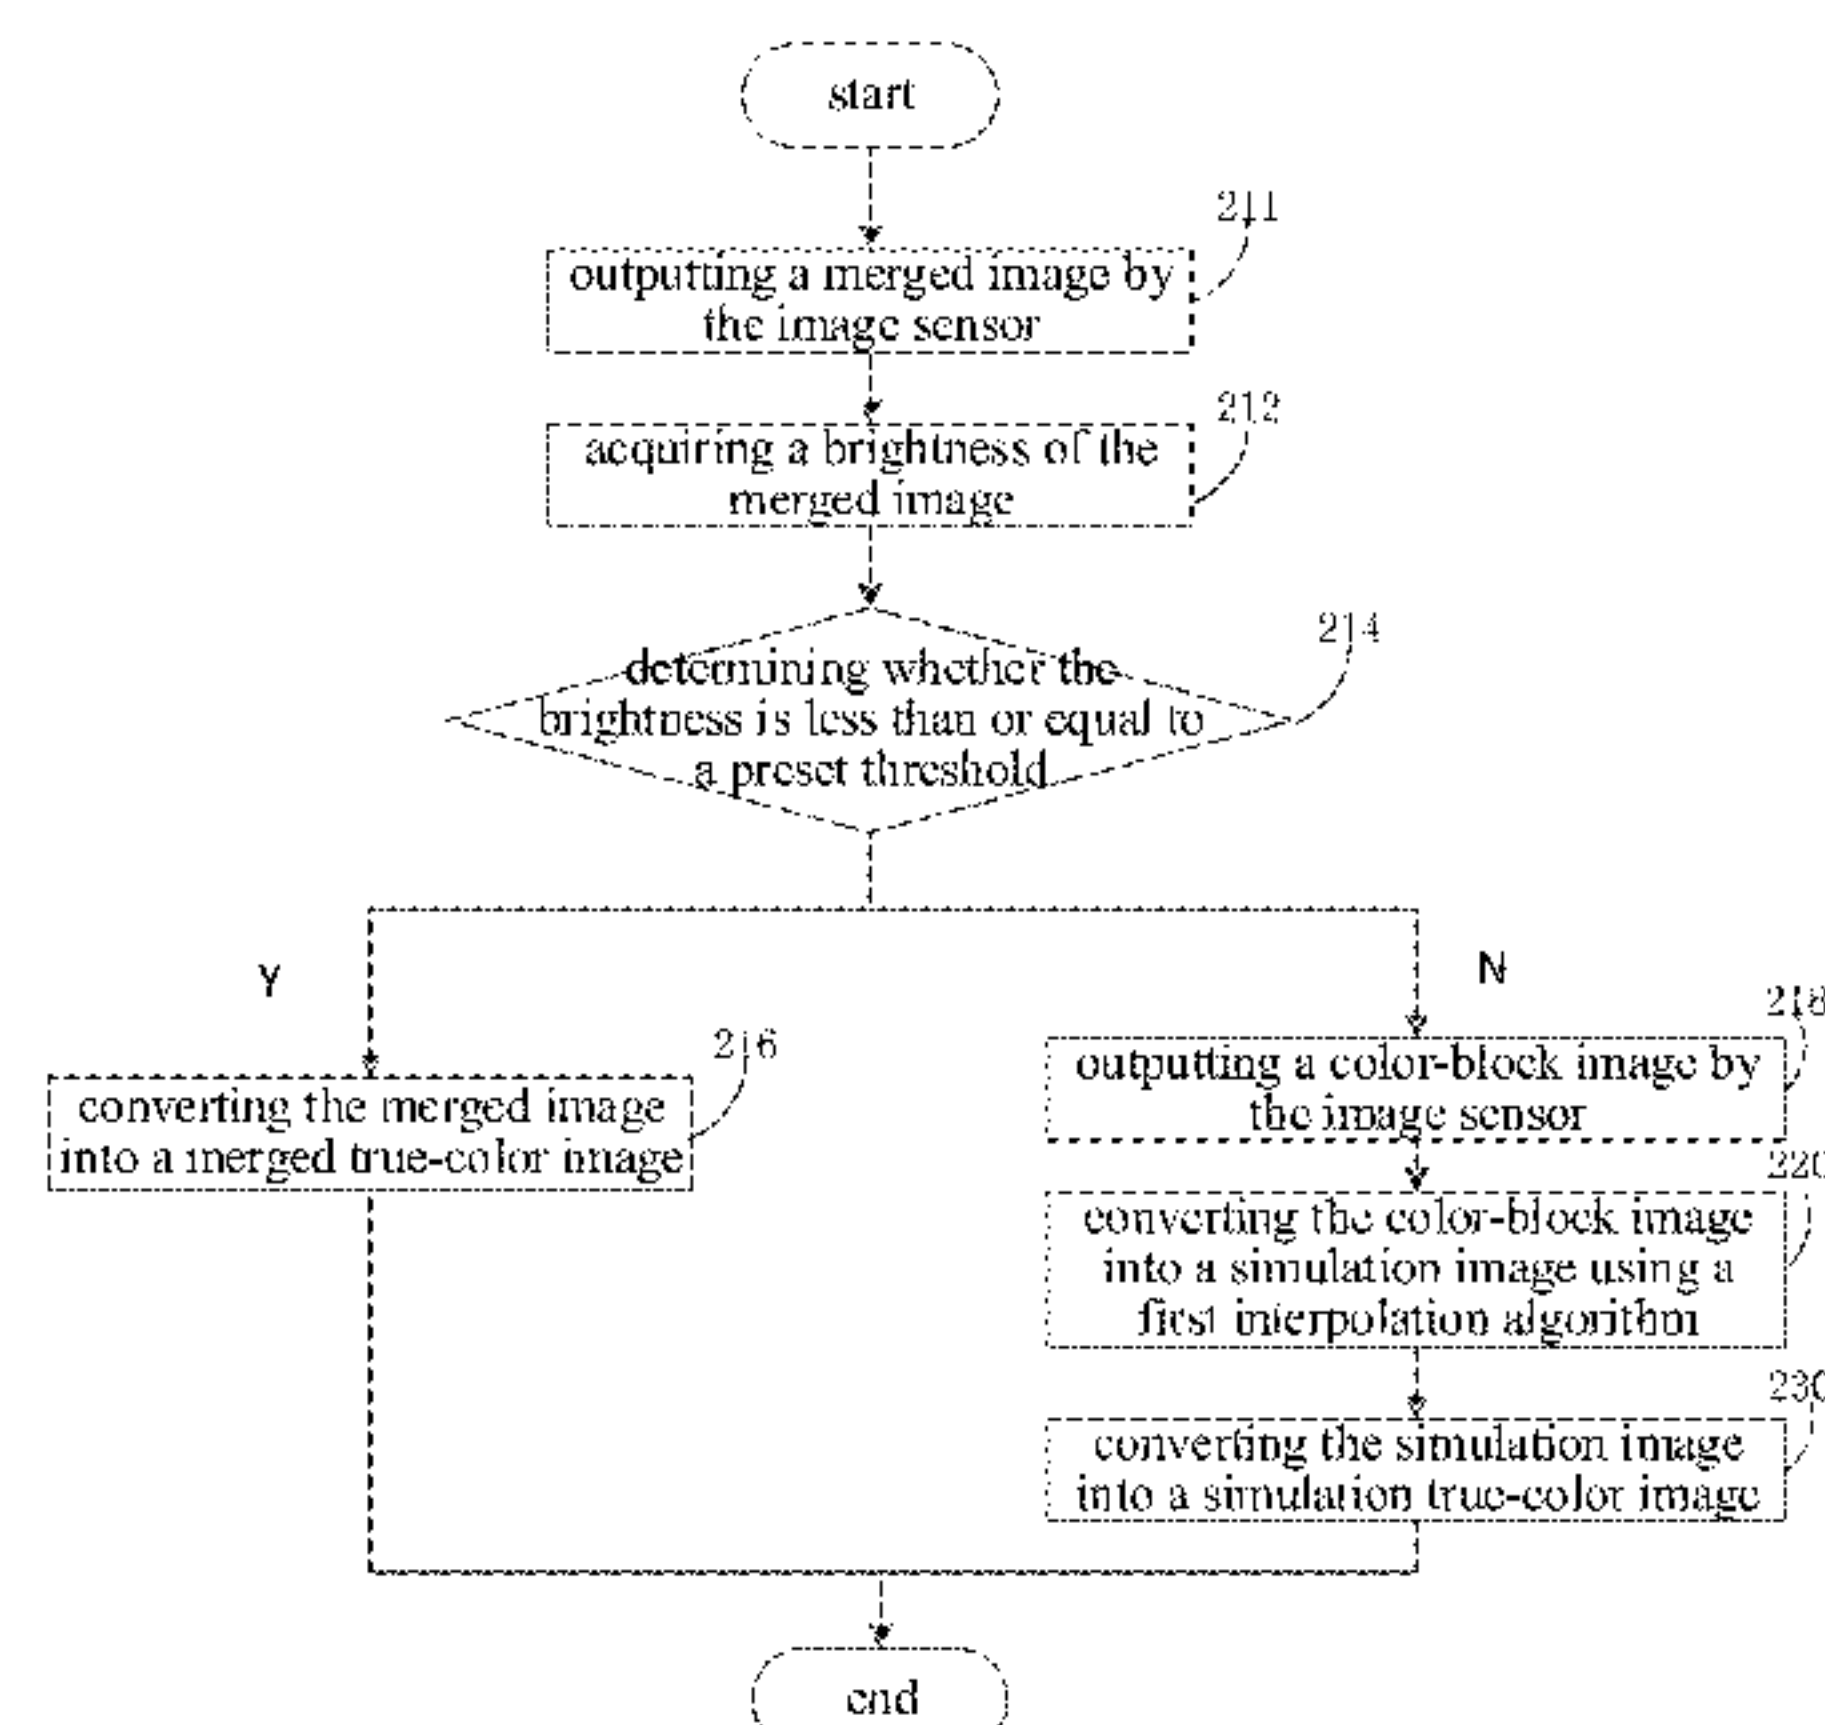 start
211
outputting a merged image by
the image sensor
212
acquiring a brightness of the
merged image
214
determining whether the
brightness is less than or equal to
a preset threshold
Y
N
216
converting the merged image
into a merged true-color image
218
outputting a color-block image by
the image sensor
220
converting the color-block image
into a simulation image using a
first interpolation algorithm
230
converting the simulation image
into a simulation true-color image
end